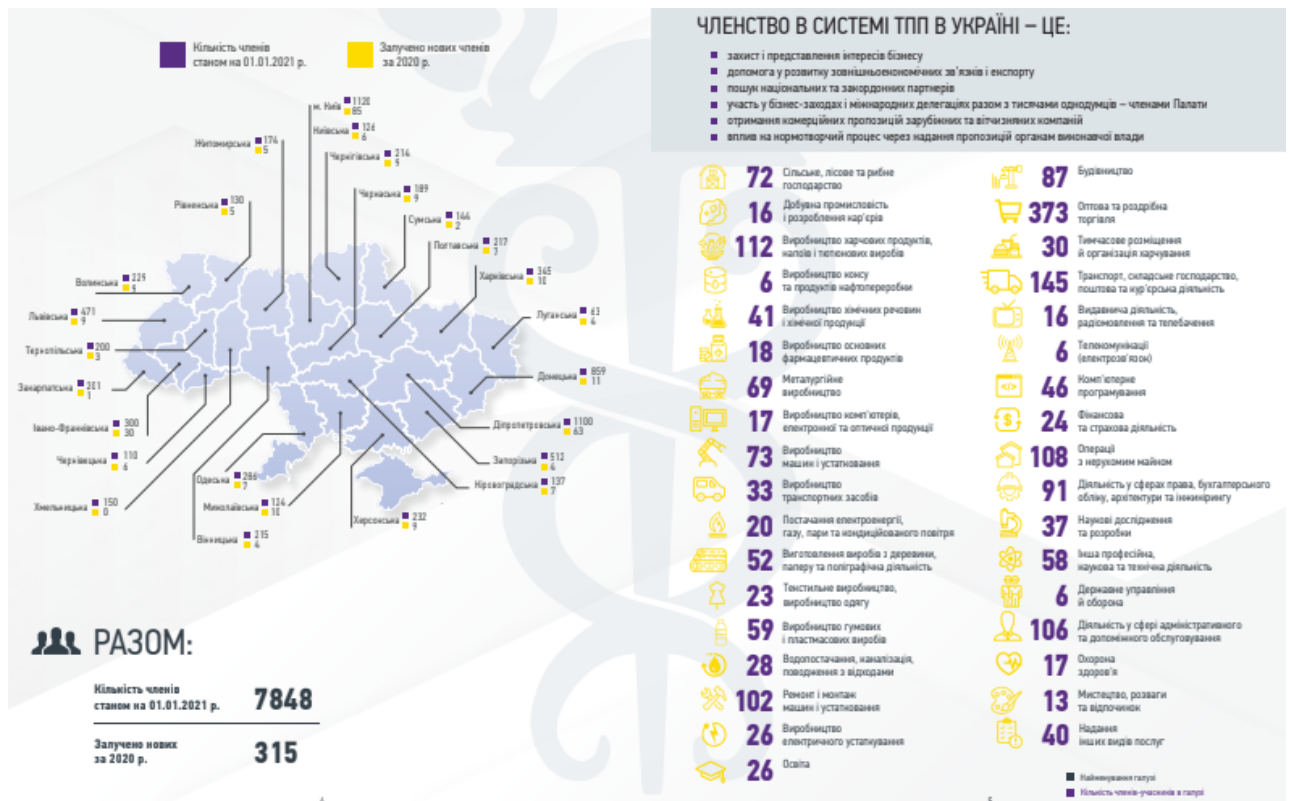 Кількість членів
станом на 01.01.2021 р.
Залучено нових членів
за 2020 р.
м. Київ 1120
85
Київська 126
6
Житомирська 174
5
Чернігівська 214
9
Черкаська 189
9
Рівненська 130
5
Сумська 144
2
Полтавська 217
7
Харківська 345
10
Волинська 229
Львівська 471
9
Луганська 63
4
Тернопільська 200
3
Донецька 859
11
Закарпатська 201
1
Івано-Франківська 300
30
Дніпропетровська 1100
63
Чернівецька 110
6
Запорізька 512
4
Одеська 286
7
Кіровоградська 137
7
Хмельницька 150
0
Миколаївська 124
10
Херсонська 232
9
Вінницька 215
4
РАЗОМ:
Кількість членів
станом на 01.01.2021 р. 7848
Залучено нових
за 2020 р. 315
4
ЧЛЕНСТВО В СИСТЕМІ ТПП В УКРАЇНІ – ЦЕ:
захист і представлення інтересів бізнесу
допомога у розвитку зовнішньоекономічних зв'язків і експорту
пошук національних та закордонних партнерів
участь у бізнес-заходах і міжнародних делегаціях разом з тисячами однодумців – членами Палати
отримання комерційних пропозицій зарубіжних та вітчизняних компаній
вплив на нормотворчий процес через надання пропозицій органам виконавчої влади
72 Сільське, лісове та рибне
господарство
16 Добувна промисловість
і розроблення кар'єрів
112 Виробництво харчових продуктів,
напоїв і тютюнових виробів
6 Виробництво коксу
та продуктів нафтопереробки
41 Виробництво хімічних речовин
і хімічної продукції
18 Виробництво основних
фармацевтичних продуктів
69 Металургійне
виробництво
17 Виробництво комп'ютерів,
електронної та оптичної продукції
73 Виробництво
машин і устатковання
33 Виробництво
транспортних засобів
20 Постачання електроенергії,
газу, пари та кондиційованого повітря
52 Виготовлення виробів з деревини,
паперу та поліграфічна діяльність
23 Текстильне виробництво,
виробництво одягу
59 Виробництво гумових
і пластмасових виробів
28 Водопостачання, каналізація,
поводження з відходами
102 Ремонт і монтаж
машин і устатковання
26 Виробництво
електричного устаткування
26 Освіта
87 Будівництво
373 Оптова та роздрібна
торгівля
30 Тимчасове розміщення
й організація харчування
145 Транспорт, складське господарство,
поштова та кур'єрська діяльність
16 Видавнича діяльність,
радіомовлення та телебачення
6 Телекомунікації
(електрозв'язок)
46 Комп'ютерне
програмування
24 Фінансова
та страхова діяльність
108 Операції
з нерухомим майном
91 Діяльність у сферах права, бухгалтерського
обліку, архітектури та інжинірингу
37 Наукові дослідження
та розробки
58 Інша професійна,
наукова та технічна діяльність
6 Державне управління
й оборона
106 Діяльність у сфері адміністративного
та допоміжного обслуговування
17 Охорона
здоров'я
13 Мистецтво, розваги
та відпочинок
40 Надання
інших видів послуг
Найменування галузі
Кількість членів-учасників в галузі
5